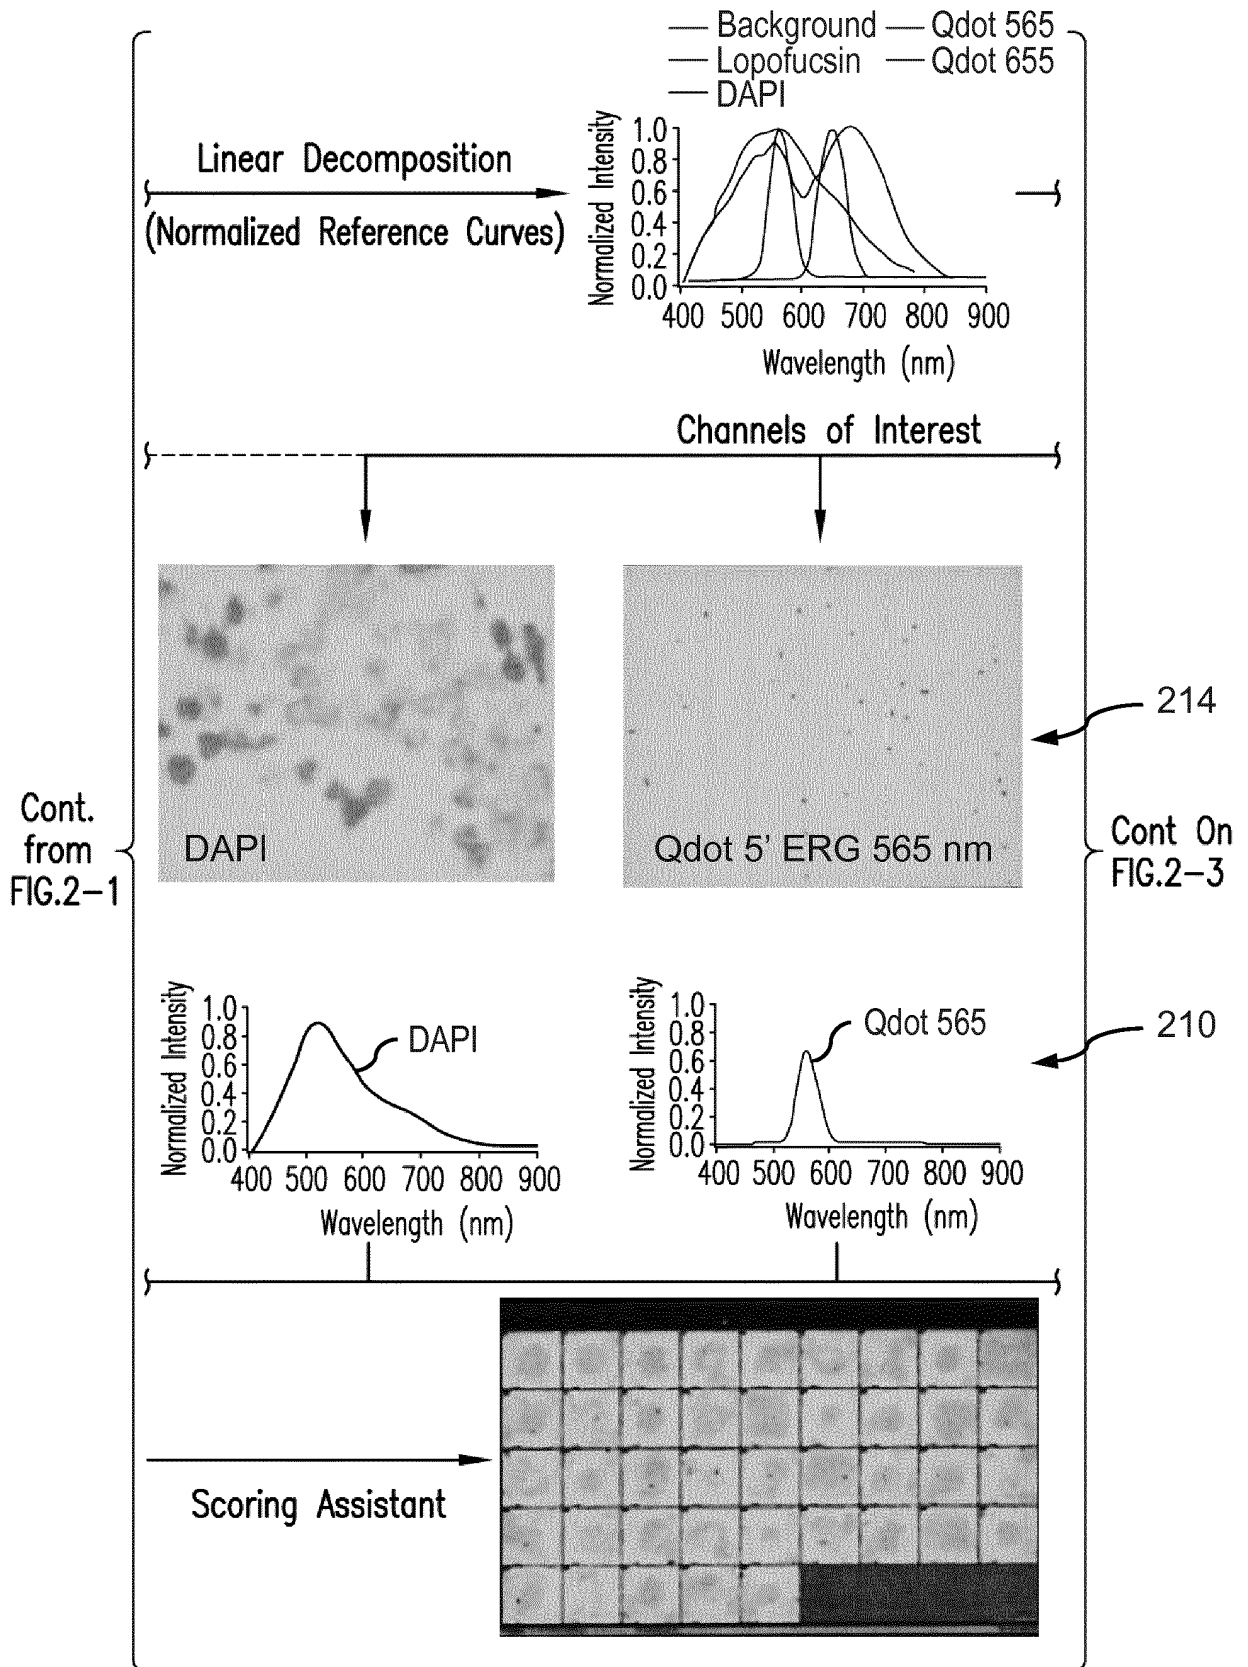 Background Qdot 565
Lopofucsin Qdot 655
DAPI
Linear Decomposition
(Normalized Reference Curves)
Normalized Intensity
1.0
0.8
0.6
0.4
0.2
0.0
400 500 600 700 800 900
Wavelength (nm)
Channels of Interest
214
DAPI
Qdot 5' ERG 565 nm
Cont.
from
FIG.2-1
Cont On
FIG.2-3
Normalized Intensity
1.0
0.8
0.6
0.4
0.2
0.0
DAPI
400 500 600 700 800 900
Wavelength (nm)
Normalized Intensity
1.0
0.8
0.6
0.4
0.2
0.0
Qdot 565
400 500 600 700 800 900
Wavelength (nm)
210
Scoring Assistant